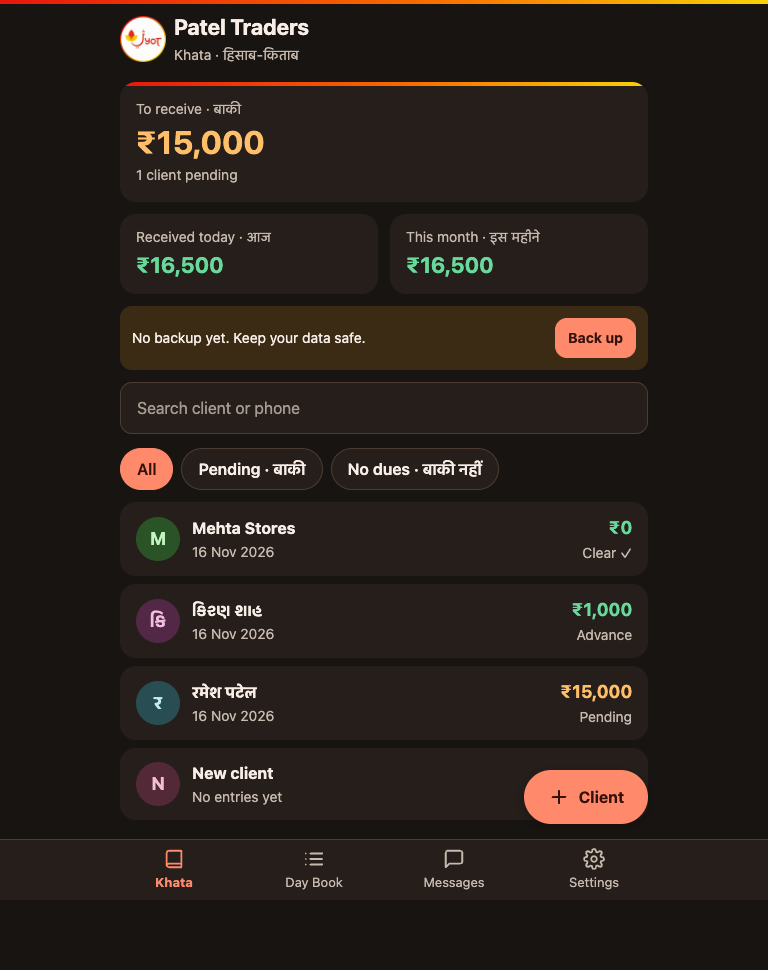 Jyot
Patel Traders
Khata · हिसाब-किताब
To receive · बाकी
₹15,000
1 client pending
Received today · आज
₹16,500
This month · इस महीने
₹16,500
No backup yet. Keep your data safe.
Back up
Search client or phone
All
Pending · बाकी
No dues · बाकी नहीं
M
Mehta Stores
16 Nov 2026
₹0
Clear ✓
કિ
કિરણ શાહ
16 Nov 2026
₹1,000
Advance
र
रमेश पटेल
16 Nov 2026
₹15,000
Pending
N
New client
No entries yet
+ Client
Khata
Day Book
Messages
Settings